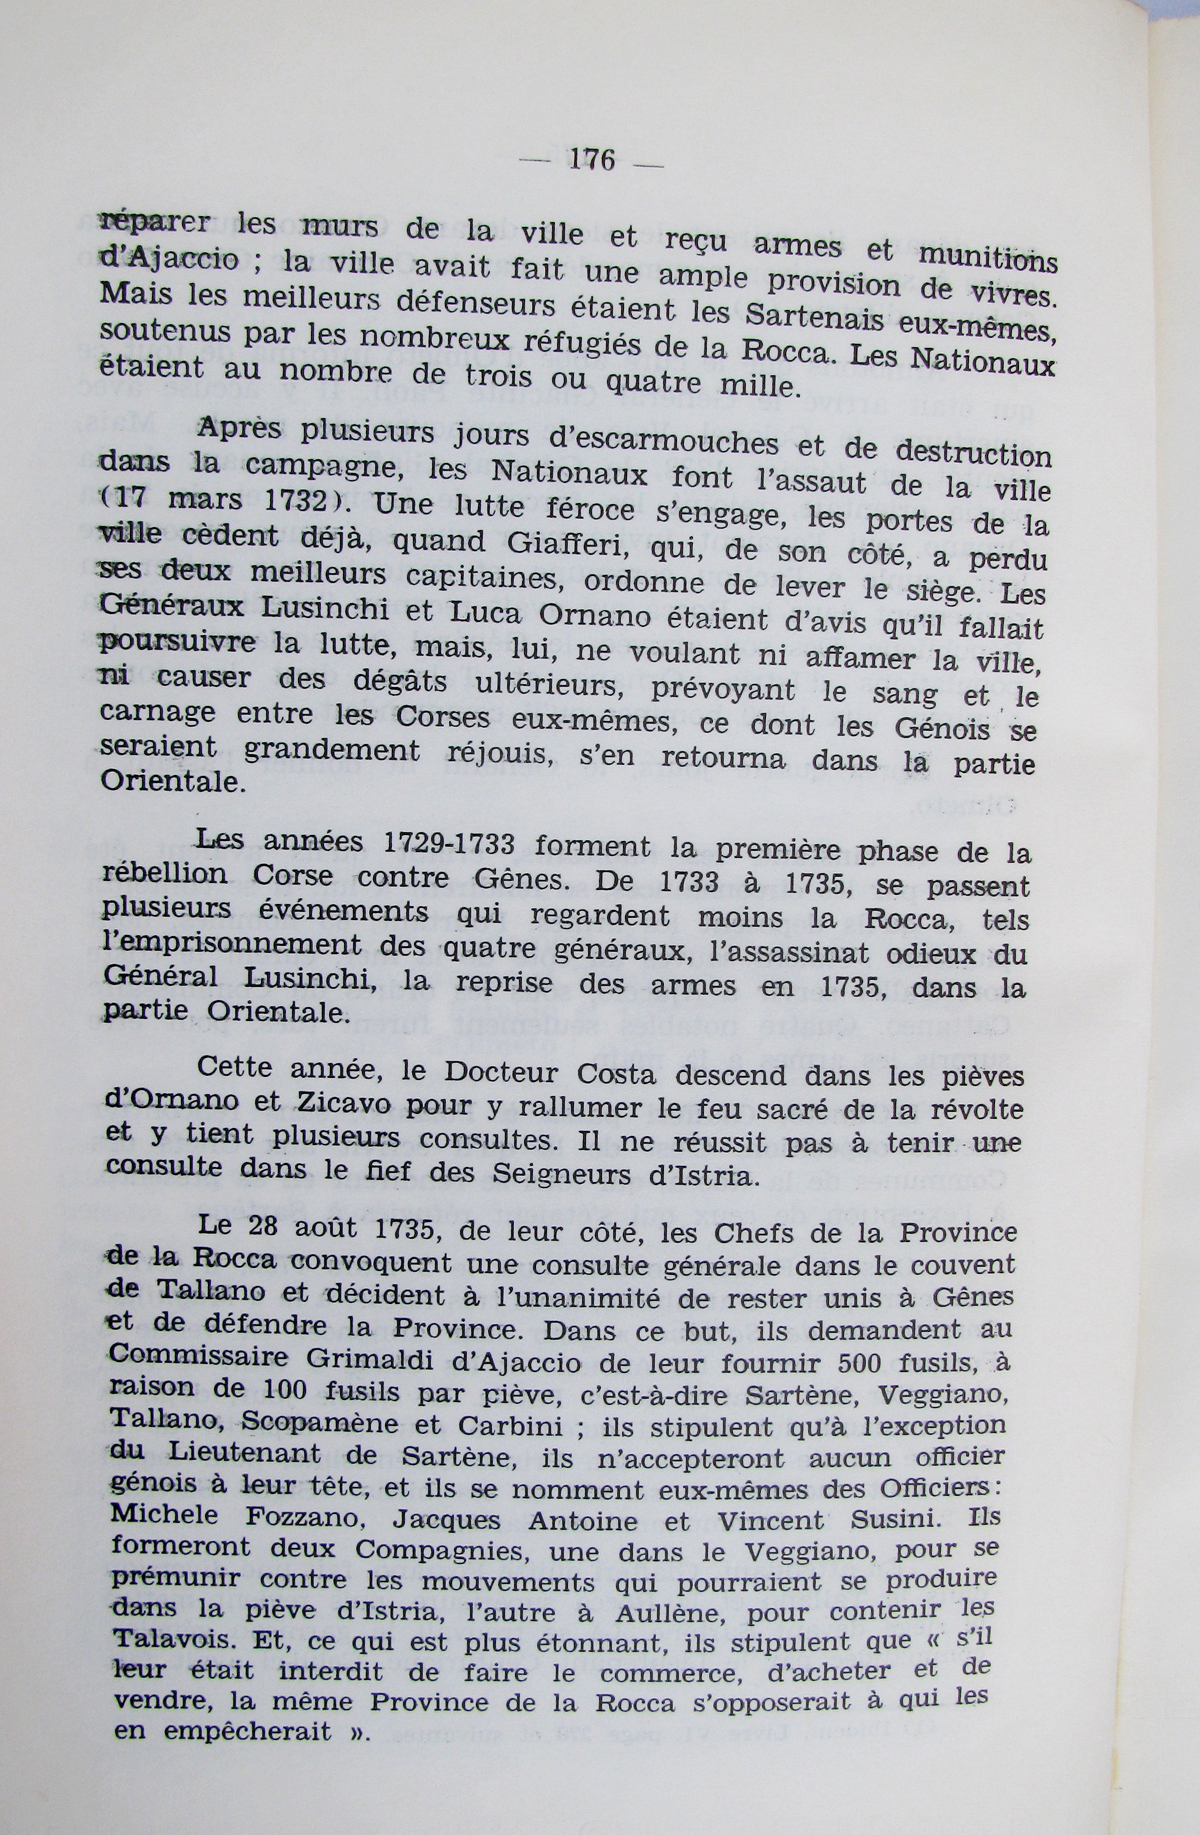 — 176 —
réparer les murs de la ville et reçu armes et munitions
d'Ajaccio ; la ville avait fait une ample provision de vivres.
Mais les meilleurs défenseurs étaient les Sartenais eux-mêmes,
soutenus par les nombreux réfugiés de la Rocca. Les Nationaux
étaient au nombre de trois ou quatre mille.
Après plusieurs jours d'escarmouches et de destruction
dans la campagne, les Nationaux font l'assaut de la ville
(17 mars 1732). Une lutte féroce s'engage, les portes de la
ville cèdent déjà, quand Giafferi, qui, de son côté, a perdu
ses deux meilleurs capitaines, ordonne de lever le siège. Les
Généraux Lusinchi et Luca Ornano étaient d'avis qu'il fallait
poursuivre la lutte, mais, lui, ne voulant ni affamer la ville,
ni causer des dégâts ultérieurs, prévoyant le sang et le
carnage entre les Corses eux-mêmes, ce dont les Génois se
seraient grandement réjouis, s'en retourna dans la partie
Orientale.
Les années 1729-1733 forment la première phase de la
rébellion Corse contre Gênes. De 1733 à 1735, se passent
plusieurs événements qui regardent moins la Rocca, tels
l'emprisonnement des quatre généraux, l'assassinat odieux du
Général Lusinchi, la reprise des armes en 1735, dans la
partie Orientale.
Cette année, le Docteur Costa descend dans les pièves
d'Ornano et Zicavo pour y rallumer le feu sacré de la révolte
et y tient plusieurs consultes. Il ne réussit pas à tenir une
consulte dans le fief des Seigneurs d'Istria.
Le 28 août 1735, de leur côté, les Chefs de la Province
de la Rocca convoquent une consulte générale dans le couvent
de Tallano et décident à l'unanimité de rester unis à Gênes
et de défendre la Province. Dans ce but, ils demandent au
Commissaire Grimaldi d'Ajaccio de leur fournir 500 fusils, à
raison de 100 fusils par piève, c'est-à-dire Sartène, Veggiano,
Tallano, Scopamène et Carbini ; ils stipulent qu'à l'exception
du Lieutenant de Sartène, ils n'accepteront aucun officier
génois à leur tête, et ils se nomment eux-mêmes des Officiers :
Michele Fozzano, Jacques Antoine et Vincent Susini. Ils
formeront deux Compagnies, une dans le Veggiano, pour se
prémunir contre les mouvements qui pourraient se produire
dans la piève d'Istria, l'autre à Aullène, pour contenir les
Talavois. Et, ce qui est plus étonnant, ils stipulent que « s'il
leur était interdit de faire le commerce, d'acheter et de
vendre, la même Province de la Rocca s'opposerait à qui les
en empêcherait ».